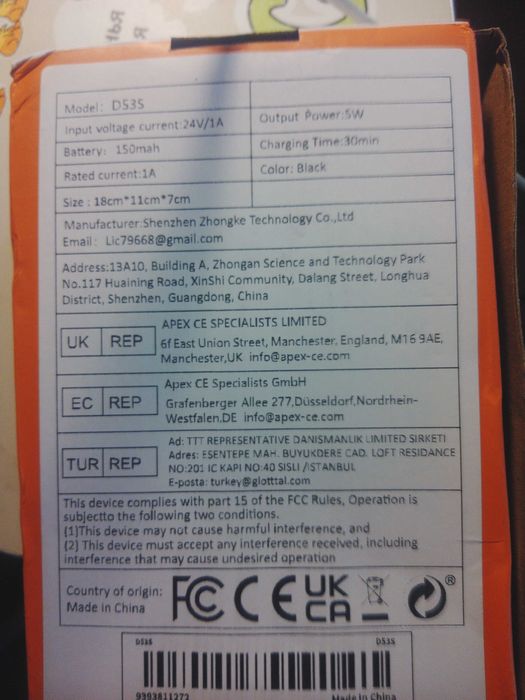 ЬЯ
Я
Model: D53S
Input voltage current:24V/1A
Output Power:5W
Battery: 150mah
Charging Time:30min
Rated current:1A
Color: Black
Size : 18cm*11cm*7cm
Manufacturer:Shenzhen Zhongke Technology Co.,Ltd
Email: Lic79668@gmail.com
Address:13A10, Building A, Zhongan Science and Technology Park
No.117 Huaining Road, XinShi Community, Dalang Street, Longhua
District, Shenzhen, Guangdong, China
UK REP
APEX CE SPECIALISTS LIMITED
6f East Union Street, Manchester, England, M16 9AE,
Manchester,UK info@apex-ce.com
EC REP
Apex CE Specialists GmbH
Grafenberger Allee 277,Düsseldorf,Nordrhein-
Westfalen,DE info@apex-ce.com
TUR REP
Ad: TTT REPRESENTATIVE DANISMANLIK LIMITED SIRKETI
Adres: ESENTEPE MAH. BUYUKDERE CAD. LOFT RESIDANCE
NO:201 IC KAPI NO:40 SISLI /ISTANBUL
E-posta: turkey@glottal.com
This device complies with part 15 of the FCC Rules, Operation is
subjectto the following two conditions.
(1)This device may not cause harmful interference, and
(2) This device must accept any interference received, including
interference that may cause undesired operation
Country of origin:
Made in China
FC CE UK CA ®
D53S D53S
9393811273 Made in China